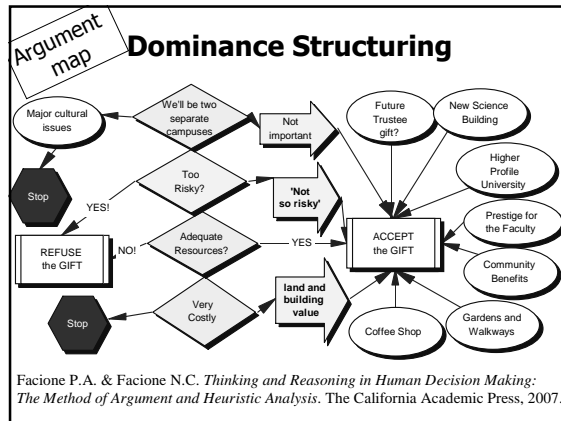 Argument
map
Dominance Structuring
Major cultural
issues
We'll be two
separate
campuses
Not
important
Future
Trustee
gift?
New Science
Building
Stop
Too
Risky?
'Not
so risky'
Higher
Profile
University
YES!
REFUSE
the GIFT
NO!
Adequate
Resources?
YES
ACCEPT
the GIFT
Prestige for
the Faculty
Community
Benefits
Stop
Very
Costly
land and
building
value
Coffee Shop
Gardens and
Walkways
Facione P.A. & Facione N.C. Thinking and Reasoning in Human Decision Making:
The Method of Argument and Heuristic Analysis. The California Academic Press, 2007.